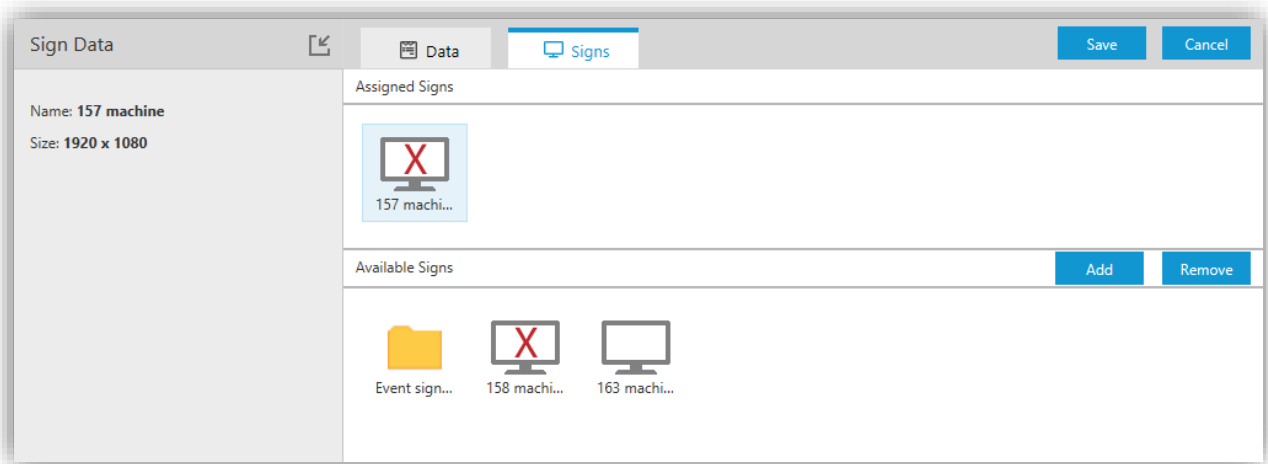 Sign Data
Data
Signs
Save
Cancel
Name: 157 machine
Size: 1920 x 1080
Assigned Signs
X
157 machi...
Available Signs
Add
Remove
X
Event sign...
158 machi...
163 machi...